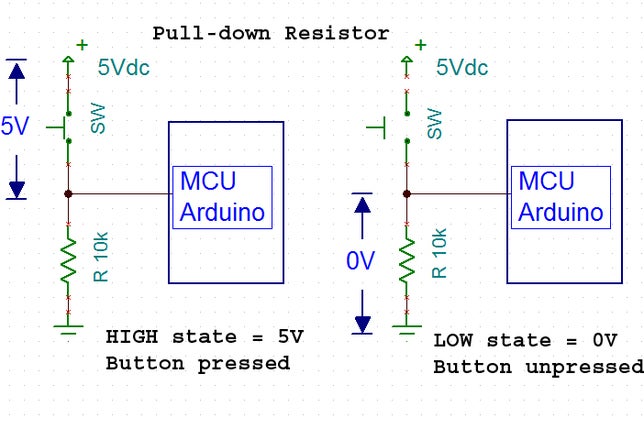 Pull-down Resistor
+
5Vdc
5V
SW
MCU
Arduino
R 10k
HIGH state = 5V
Button pressed
+
5Vdc
SW
MCU
Arduino
0V
R 10k
LOW state = 0V
Button unpressed